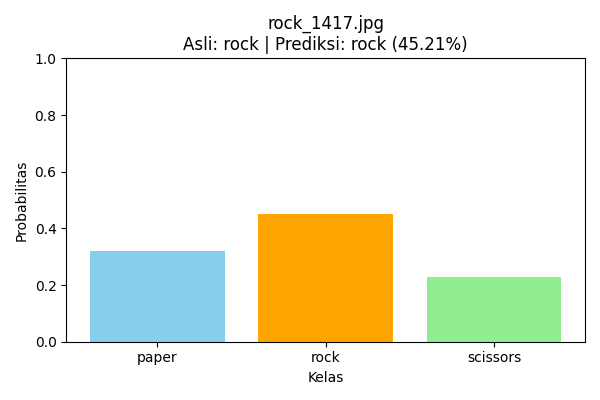 rock_1417.jpg
Asli: rock | Prediksi: rock (45.21%)
1.0
0.8
0.6
0.4
0.2
0.0
Probabilitas
paper rock scissors
Kelas